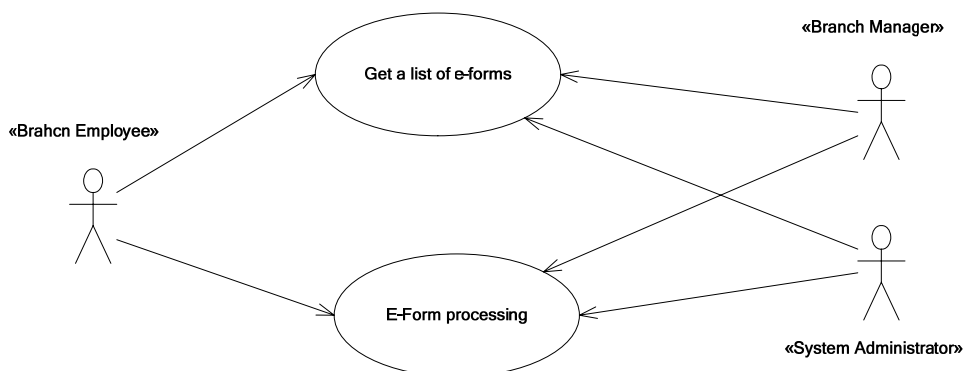 «Branch Manager»
Get a list of e-forms
«Brahcn Employee»
E-Form processing
«System Administrator»